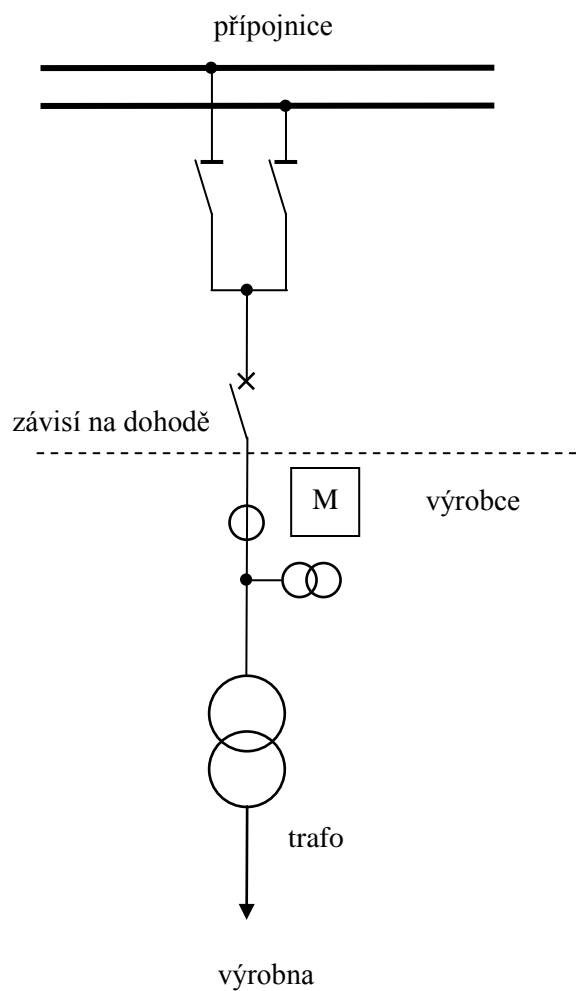 přípojnice
závisí na dohodě
M
výrobce
trafo
výrobna